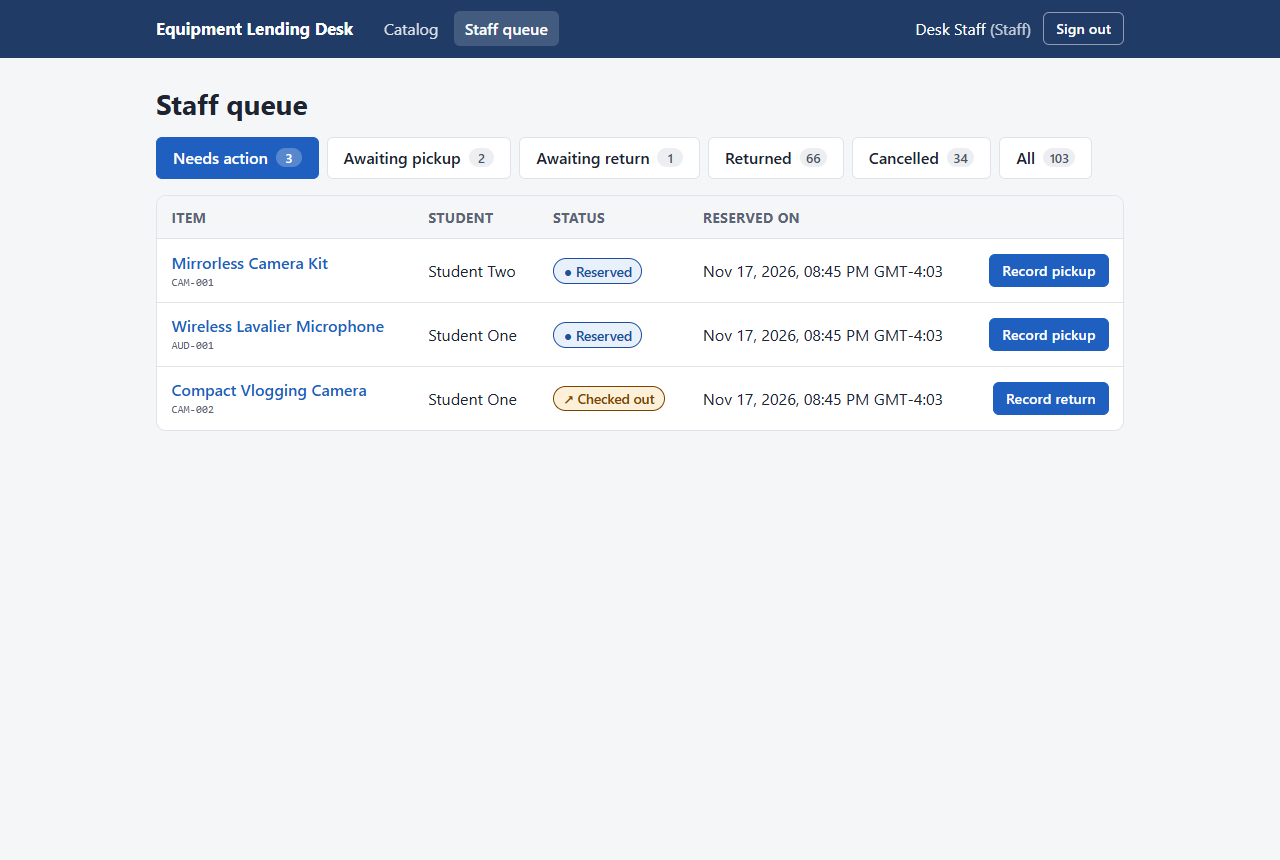 Equipment Lending Desk Catalog Staff queue Desk Staff (Staff) Sign out
Staff queue
Needs action 3 Awaiting pickup 2 Awaiting return 1 Returned 66 Cancelled 34 All 103
ITEM STUDENT STATUS RESERVED ON
Mirrorless Camera Kit
CAM-001
Student Two ● Reserved Nov 17, 2026, 08:45 PM GMT-4:03 Record pickup
Wireless Lavalier Microphone
AUD-001
Student One ● Reserved Nov 17, 2026, 08:45 PM GMT-4:03 Record pickup
Compact Vlogging Camera
CAM-002
Student One ↗ Checked out Nov 17, 2026, 08:45 PM GMT-4:03 Record return